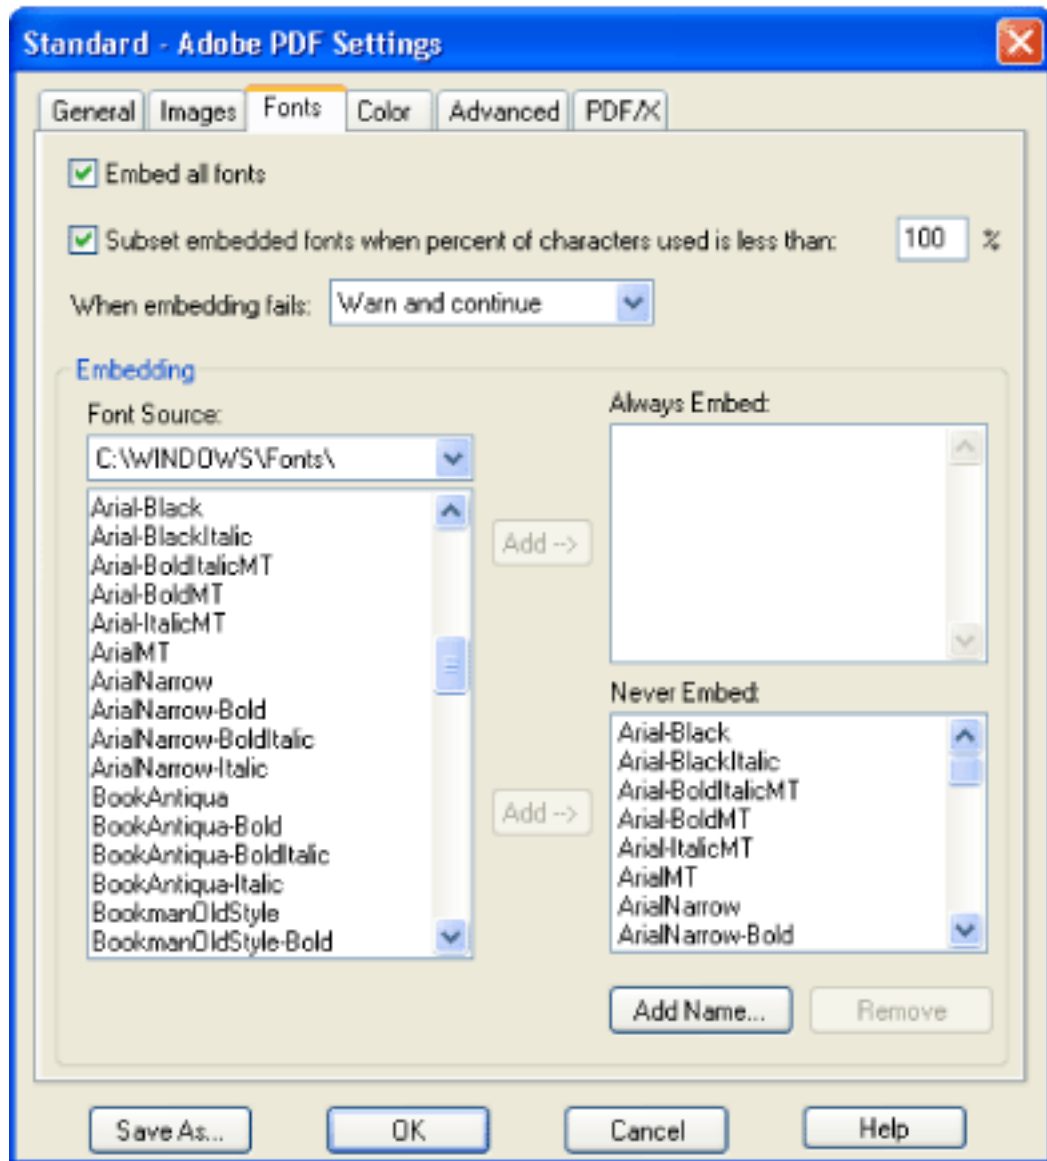 Standard - Adobe PDF Settings
General Images Fonts Color Advanced PDF/X
Embed all fonts
Subset embedded fonts when percent of characters used is less than: 100 %
When embedding fails: Warn and continue
Embedding
Font Source:
C:\WINDOWS\Fonts\
Arial-Black
Arial-BlackItalic
Arial-BoldItalicMT
Arial-BoldMT
Arial-ItalicMT
ArialMT
ArialNarrow
ArialNarrow-Bold
ArialNarrow-BoldItalic
ArialNarrow-Italic
BookAntiqua
BookAntiqua-Bold
BookAntiqua-BoldItalic
BookAntiqua-Italic
BookmanOldStyle
BookmanOldStyle-Bold
Add -->
Add -->
Always Embed:
Never Embed:
Arial-Black
Arial-BlackItalic
Arial-BoldItalicMT
Arial-BoldMT
Arial-ItalicMT
ArialMT
ArialNarrow
ArialNarrow-Bold
Add Name... Remove
Save As... OK Cancel Help